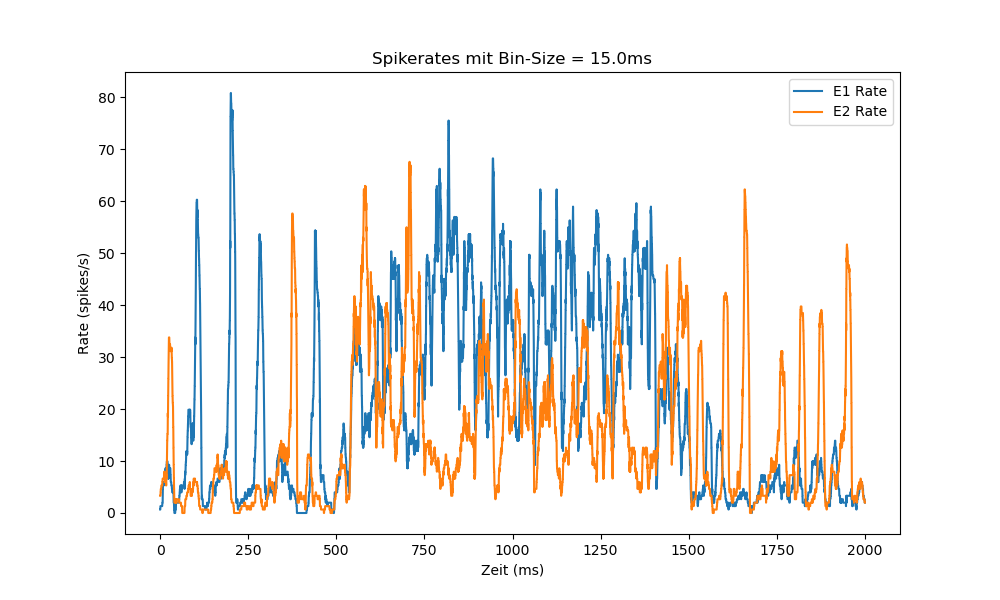 Spikerates mit Bin-Size = 15.0ms
E1 Rate
E2 Rate
80
70
60
50
40
30
20
10
0
Rate (spikes/s)
0 250 500 750 1000 1250 1500 1750 2000
Zeit (ms)